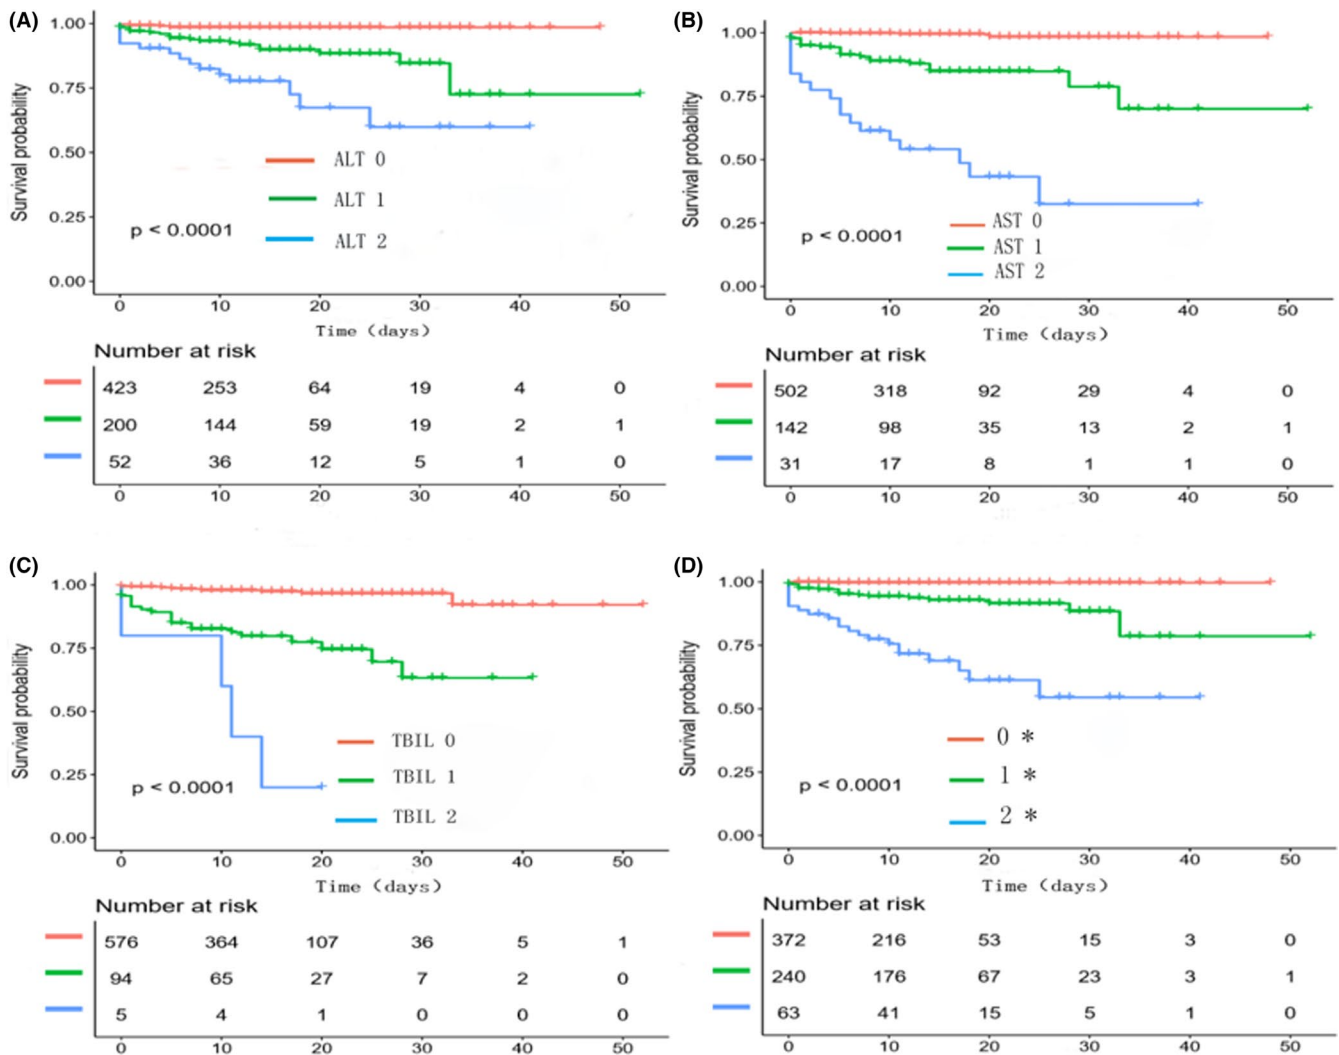 (A)
1.00
0.75
0.50
0.25
0.00
Survival probability
ALT 0
ALT 1
ALT 2
p < 0.0001
0 10 20 30 40 50
Time (days)
Number at risk
423 253 64 19 4 0
200 144 59 19 2 1
52 36 12 5 1 0
0 10 20 30 40 50
(B)
1.00
0.75
0.50
0.25
0.00
Survival probability
AST 0
AST 1
AST 2
p < 0.0001
0 10 20 30 40 50
Time (days)
Number at risk
502 318 92 29 4 0
142 98 35 13 2 1
31 17 8 1 1 0
0 10 20 30 40 50
(C)
1.00
0.75
0.50
0.25
0.00
Survival probability
TBIL 0
TBIL 1
TBIL 2
p < 0.0001
0 10 20 30 40 50
Time (days)
Number at risk
576 364 107 36 5 1
94 65 27 7 2 0
5 4 1 0 0 0
0 10 20 30 40 50
(D)
1.00
0.75
0.50
0.25
0.00
Survival probability
0 *
1 *
2 *
p < 0.0001
0 10 20 30 40 50
Time (days)
Number at risk
372 216 53 15 3 0
240 176 67 23 3 1
63 41 15 5 1 0
0 10 20 30 40 50